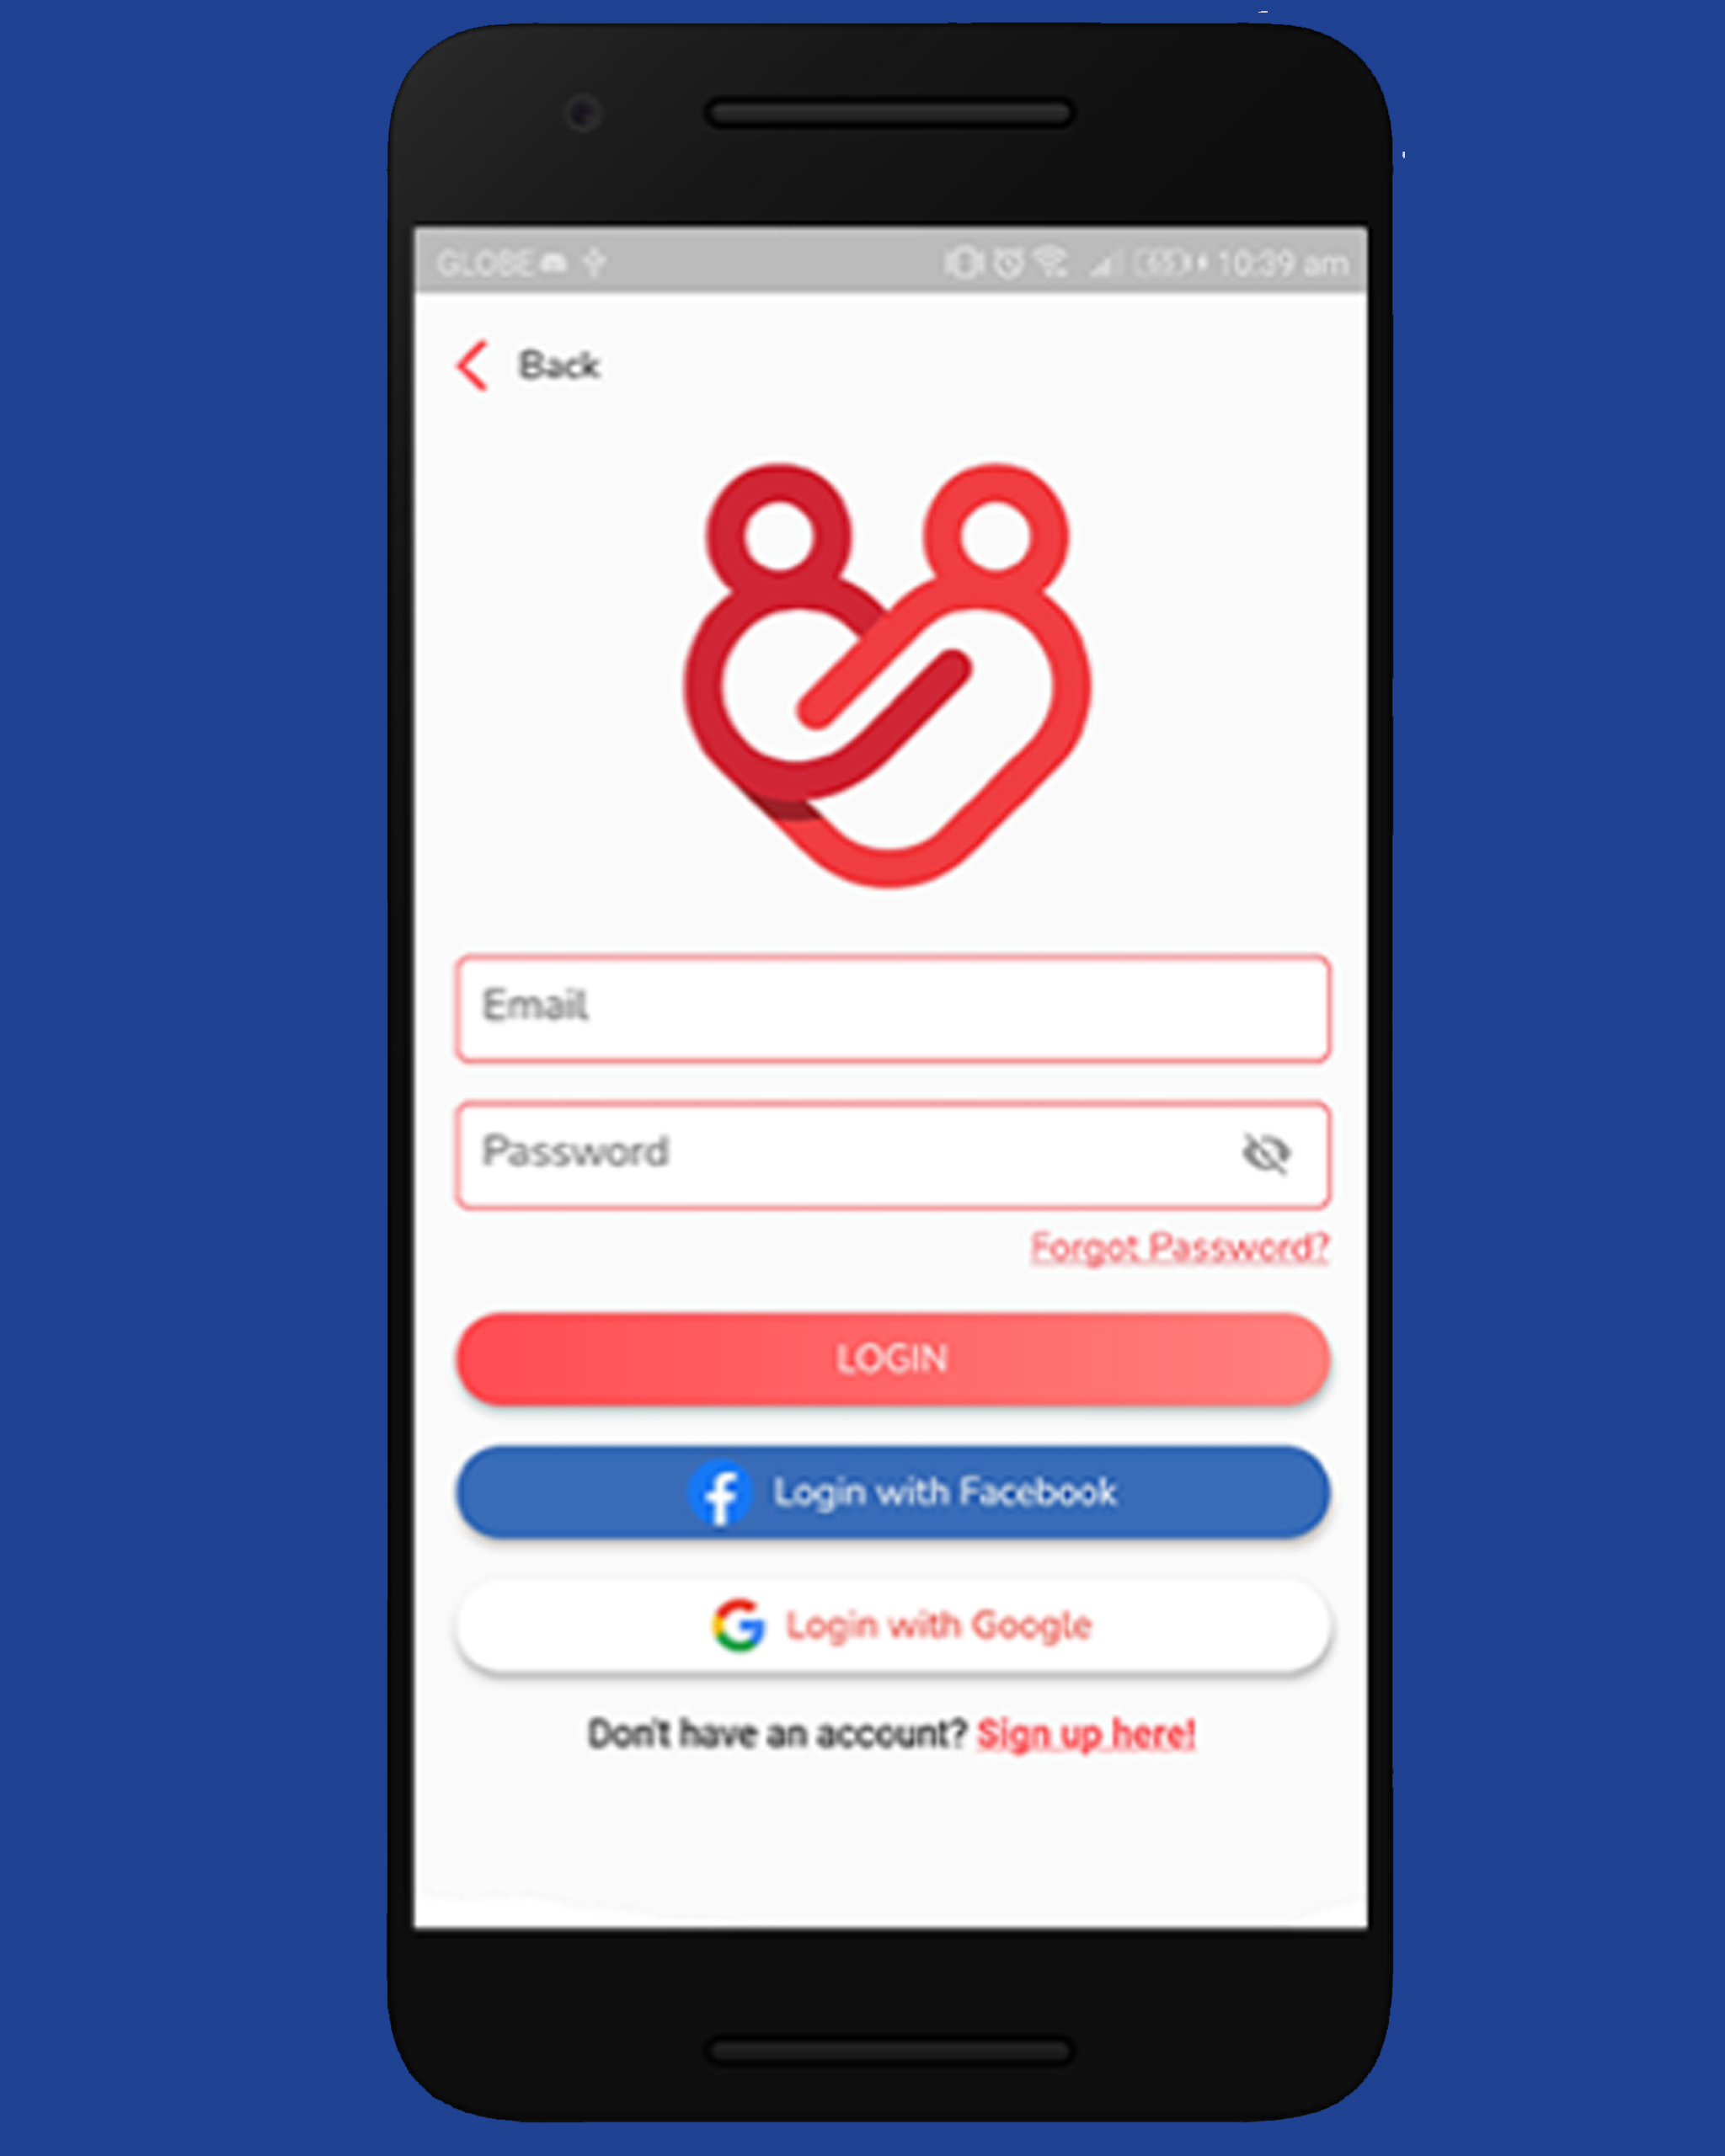 GLOBE 65 10:39 am
Back
Email
Password
Forgot Password?
LOGIN
Login with Facebook
Login with Google
Don't have an account? Sign up here!